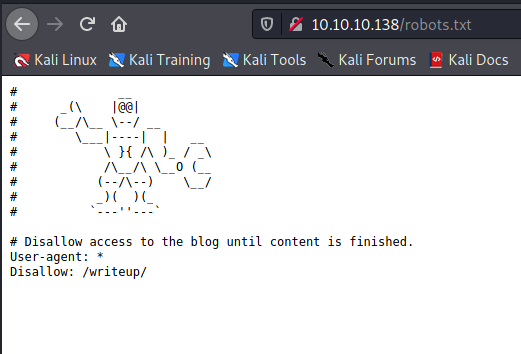 10.10.10.138/robots.txt
Kali Linux Kali Training Kali Tools Kali Forums Kali Docs
#              __
#      _(\    |@@|
#     (__/\__ \--/ __
#        \___|----|  |   __
#            \ }{ /\ )_ / _\
#            /\__/\ \__O (__
#           (--/\--)    \__/
#           _)(  )(_
#          `---''---`
# Disallow access to the blog until content is finished.
User-agent: *
Disallow: /writeup/